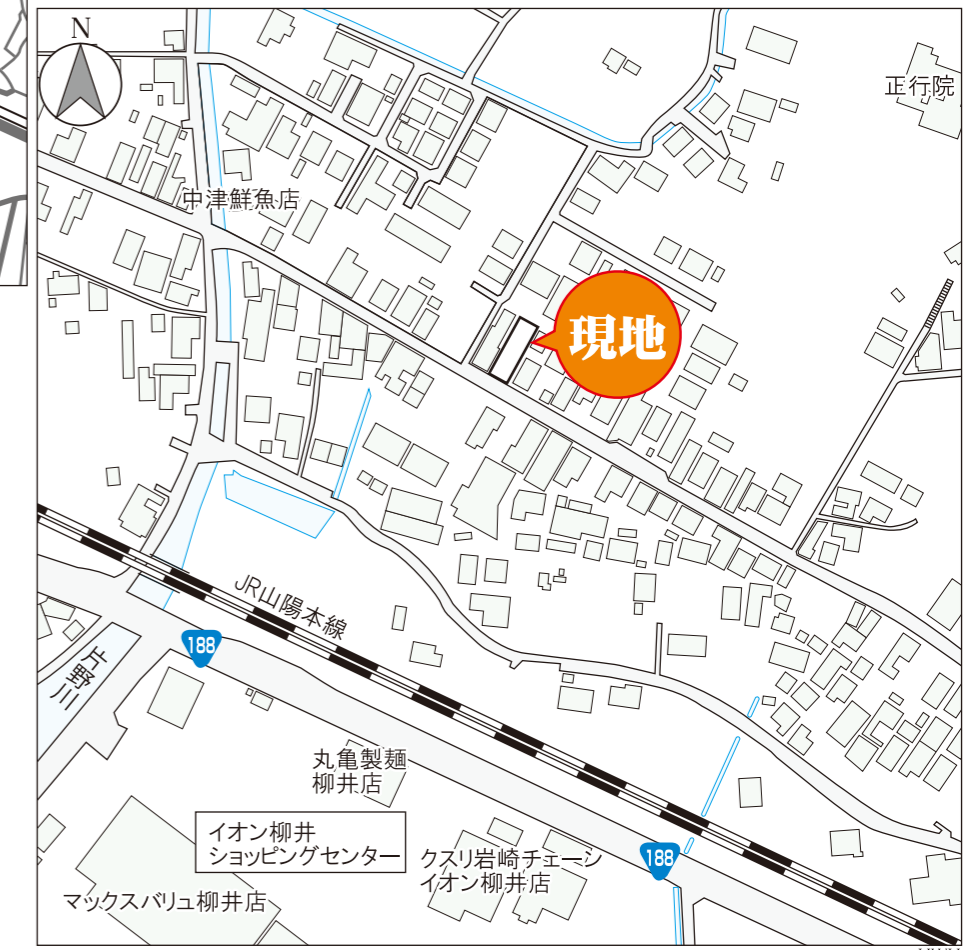 N
正行院
中津鮮魚店
現地
JR山陽本線
188
片野川
丸亀製麺
柳井店
イオン柳井
ショッピングセンター
クスリ岩崎チェーン
イオン柳井店
188
マックスバリュ柳井店